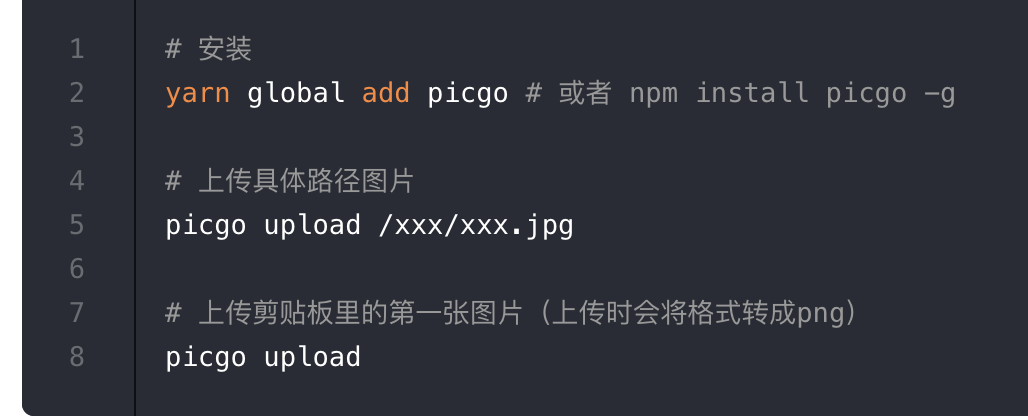 1 # 安装
2 yarn global add picgo # 或者 npm install picgo -g
3
4 # 上传具体路径图片
5 picgo upload /xxx/xxx.jpg
6
7 # 上传剪贴板里的第一张图片（上传时会将格式转成png）
8 picgo upload